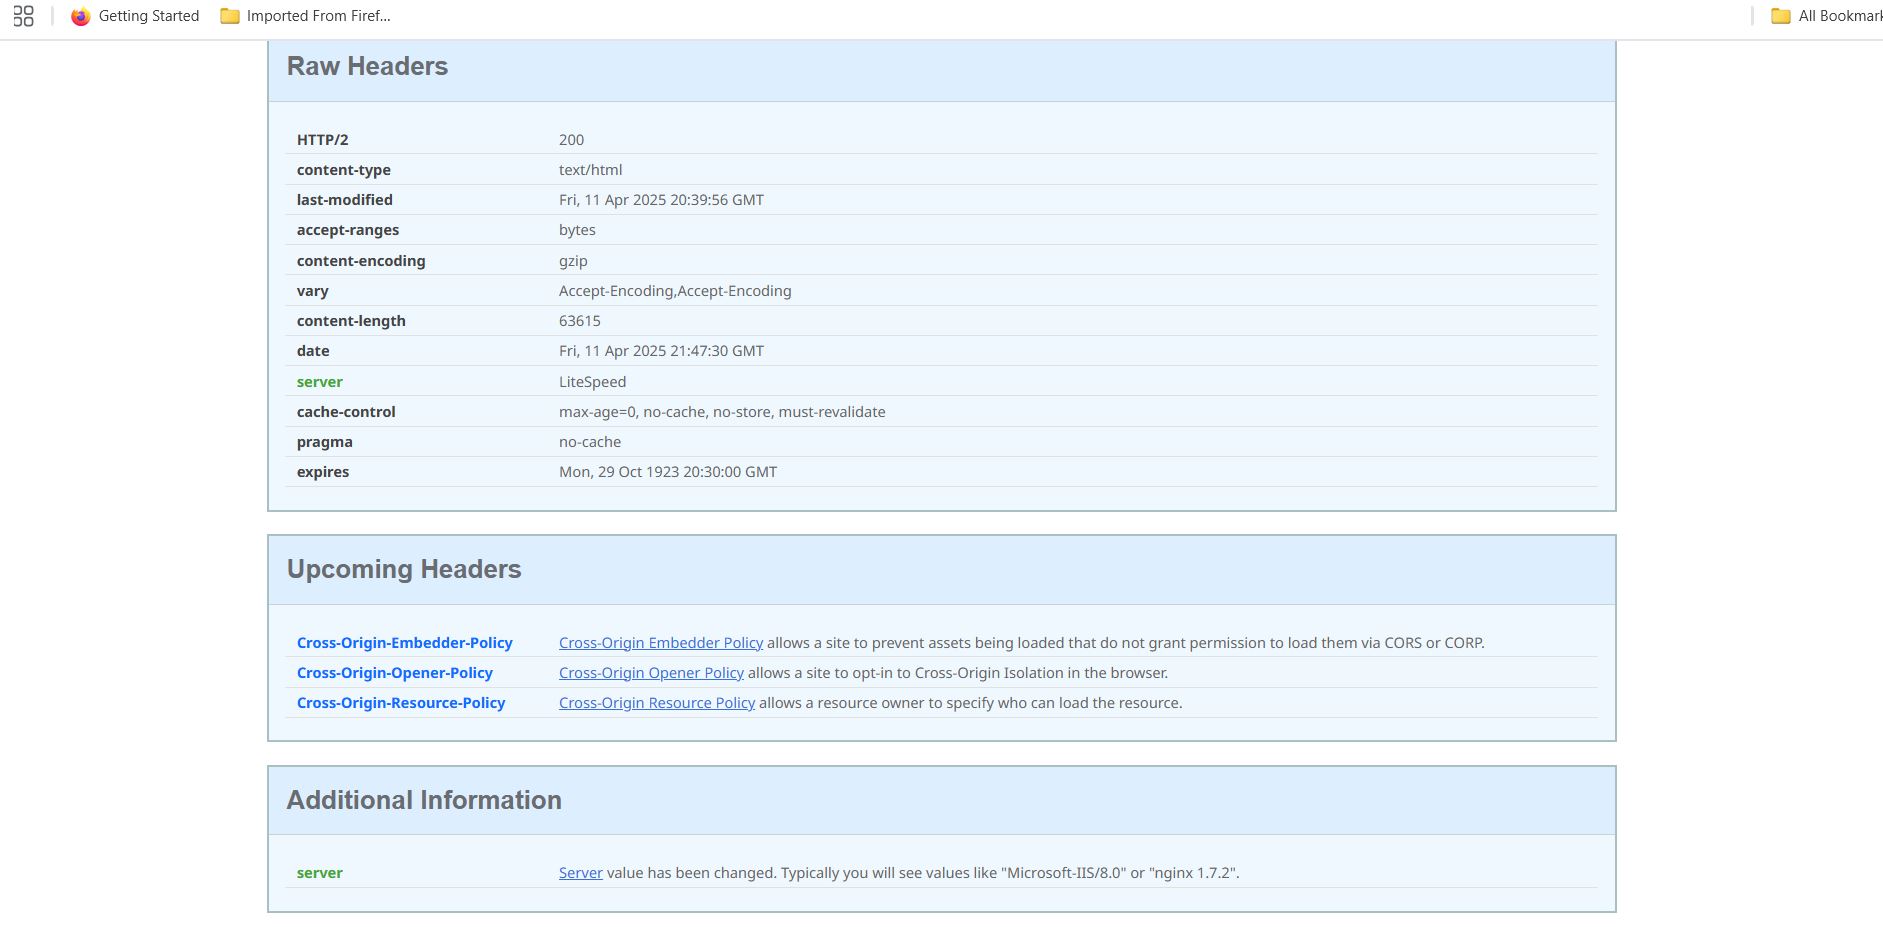 Getting Started Imported From Firef... All Bookmark
Raw Headers
HTTP/2 200
content-type text/html
last-modified Fri, 11 Apr 2025 20:39:56 GMT
accept-ranges bytes
content-encoding gzip
vary Accept-Encoding,Accept-Encoding
content-length 63615
date Fri, 11 Apr 2025 21:47:30 GMT
server LiteSpeed
cache-control max-age=0, no-cache, no-store, must-revalidate
pragma no-cache
expires Mon, 29 Oct 1923 20:30:00 GMT
Upcoming Headers
Cross-Origin-Embedder-Policy Cross-Origin Embedder Policy allows a site to prevent assets being loaded that do not grant permission to load them via CORS or CORP.
Cross-Origin-Opener-Policy Cross-Origin Opener Policy allows a site to opt-in to Cross-Origin Isolation in the browser.
Cross-Origin-Resource-Policy Cross-Origin Resource Policy allows a resource owner to specify who can load the resource.
Additional Information
server Server value has been changed. Typically you will see values like "Microsoft-IIS/8.0" or "nginx 1.7.2".